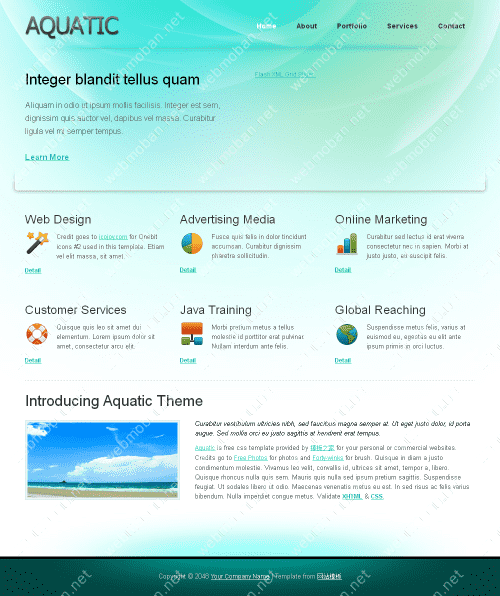 AQUATIC
Home About Portfolio Services Contact
Integer blandit tellus quam
Aliquam in odio ut ipsum mollis facilisis. Integer est sem,
dignissim quis auctor vel, dapibus vel massa. Curabitur
ligula vel mi semper tempus.
Learn More
Flash XML Grid
Web Design
Credit goes to for Onebit
icons #2 used in this template. Etiam
vel elit massa, sit amet.
Detail
Advertising Media
Fusce quis felis in dolor tincidunt
accumsan. Curabitur dignissim
pharetra sollicitudin.
Detail
Online Marketing
Curabitur sed lectus id erat viverra
consectetur nec in sapien. Morbi at
justo justo, eu suscipit felis.
Detail
Customer Services
Quisque quis leo sit amet dui
elementum. Lorem ipsum dolor sit
amet, consectetur arcu elit.
Detail
Java Training
Morbi pretium metus a tellus
molestie id porttitor erat pulvinar.
Nullam interdum ante felis.
Detail
Global Reaching
Suspendisse metus felis, varius at
euismod eu, egestas eu elit ante
ipsum primis in orci luctus.
Detail
Introducing Aquatic Theme
Curabitur vestibulum ultricies nibh, sed faucibus magna semper at. Ut eget justo dolor, id porta
augue. Sed mollis orci eu justo sagittis at hendrerit erat tempus.
Aquatic is free css template provided by 模板之家 for your personal or commercial websites.
Credits go to Free Photos for photos and for brush. Quisque in diam a justo
condimentum molestie. Vivamus leo velit, convallis id, ultrices sit amet, tempor a, libero.
Quisque rhoncus nulla quis sem. Mauris quis nulla sed ipsum pretium sagittis. Suspendisse
feugiat. Ut sodales libero ut odio. Maecenas venenatis metus eu est. In sed risus ac felis varius
bibendum. Nulla imperdiet congue metus. Validate XHTML & CSS
Copyright © 2048 Your Company Name | Template from 网站模板
webmoban.net